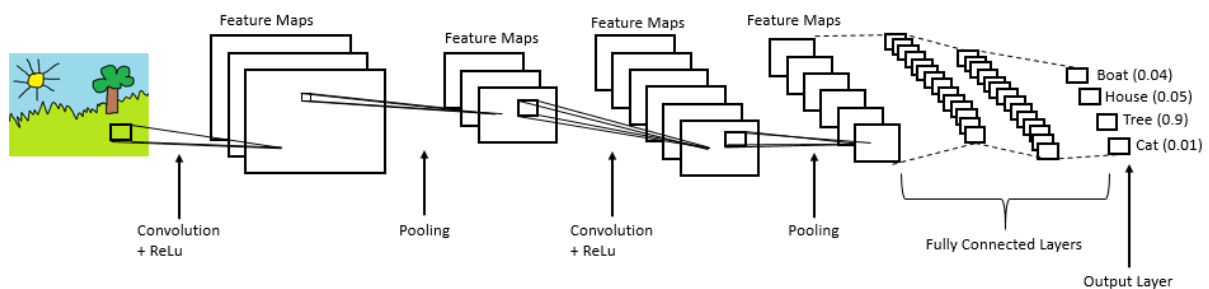 Feature Maps
Feature Maps
Feature Maps
Feature Maps
Boat (0.04)
House (0.05)
Tree (0.9)
Cat (0.01)
Convolution
+ ReLu
Pooling
Convolution
+ ReLu
Pooling
Fully Connected Layers
Output Layer